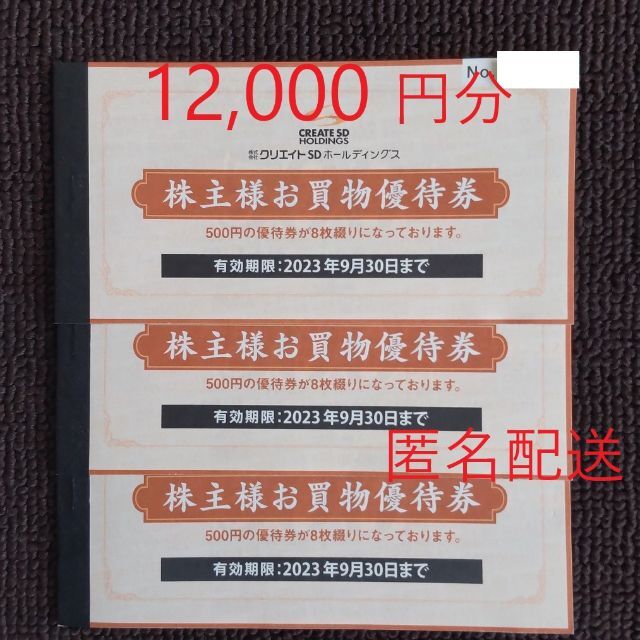 12,000 円分
No.
CREATE SD
HOLDINGS
株式会社クリエイトSDホールディングス
株主様お買物優待券
500円の優待券が8枚綴りになっております。
有効期限:2023年9月30日まで
株主様お買物優待券
500円の優待券が8枚綴りになっております。
有効期限:2023年9月30日まで
匿名配送
株主様お買物優待券
500円の優待券が8枚綴りになっております。
有効期限:2023年9月30日まで